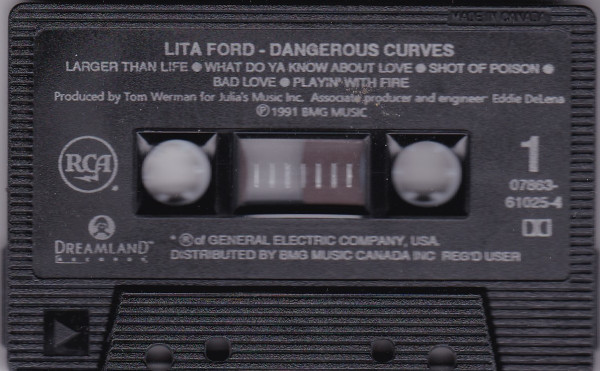 MADE IN CANADA
LITA FORD - DANGEROUS CURVES
LARGER THAN LIFE ● WHAT DO YA KNOW ABOUT LOVE ● SHOT OF POISON ●
BAD LOVE ● PLAYIN' WITH FIRE
Produced by Tom Werman for Julia's Music Inc. Associate producer and engineer Eddie DeLena
℗ 1991 BMG MUSIC
RCA®
1
07863-
61025-4
DREAMLAND™
RECORDS
* ® of GENERAL ELECTRIC COMPANY, USA.
DISTRIBUTED BY BMG MUSIC CANADA INC REG'D USER